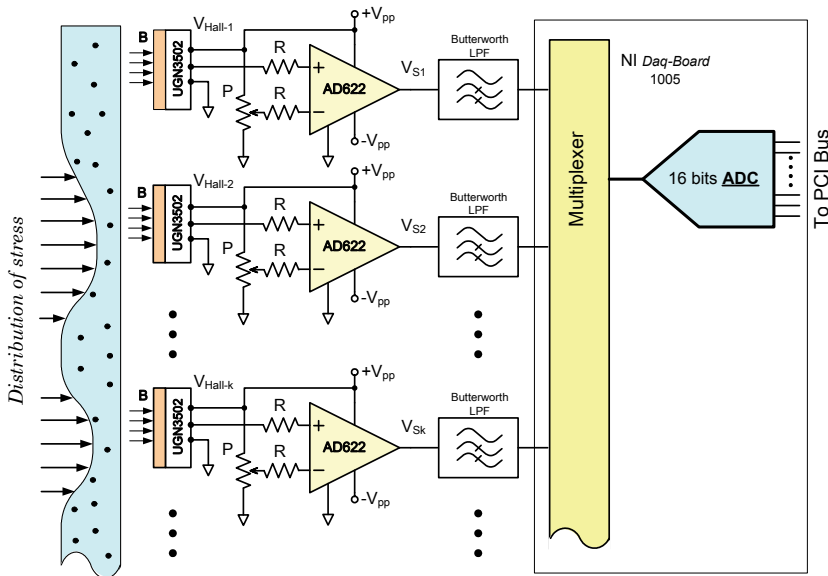 Distribution of stress
B
UGN3502
V_Hall-1
P
R
R
+V_pp
AD622
+
−
-V_pp
V_S1
Butterworth
LPF
B
UGN3502
V_Hall-2
P
R
R
+V_pp
AD622
+
−
-V_pp
V_S2
Butterworth
LPF
B
UGN3502
V_Hall-k
P
R
R
+V_pp
AD622
+
−
-V_pp
V_Sk
Butterworth
LPF
Multiplexer
NI Daq-Board
1005
16 bits ADC
To PCI Bus